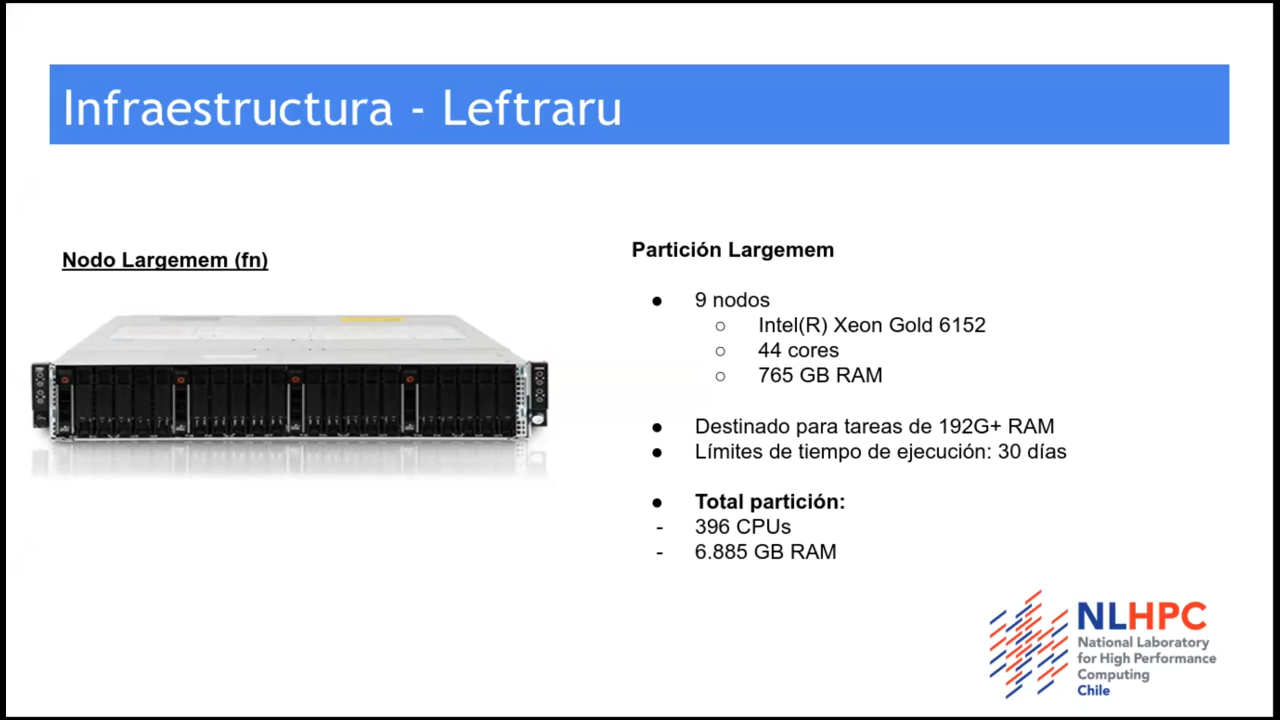 Infraestructura - Leftraru
Nodo Largemem (fn)
Partición Largemem
● 9 nodos
○ Intel(R) Xeon Gold 6152
○ 44 cores
○ 765 GB RAM
● Destinado para tareas de 192G+ RAM
● Límites de tiempo de ejecución: 30 días
● Total partición:
- 396 CPUs
- 6.885 GB RAM
NLHPC
National Laboratory
for High Performance
Computing
Chile